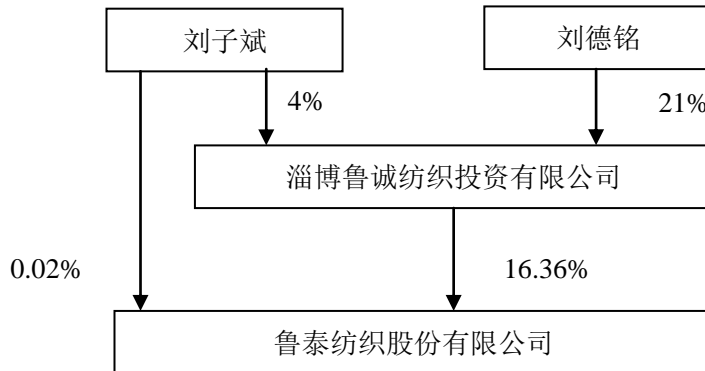 刘子斌
刘德铭
4%
21%
淄博鲁诚纺织投资有限公司
0.02%
16.36%
鲁泰纺织股份有限公司